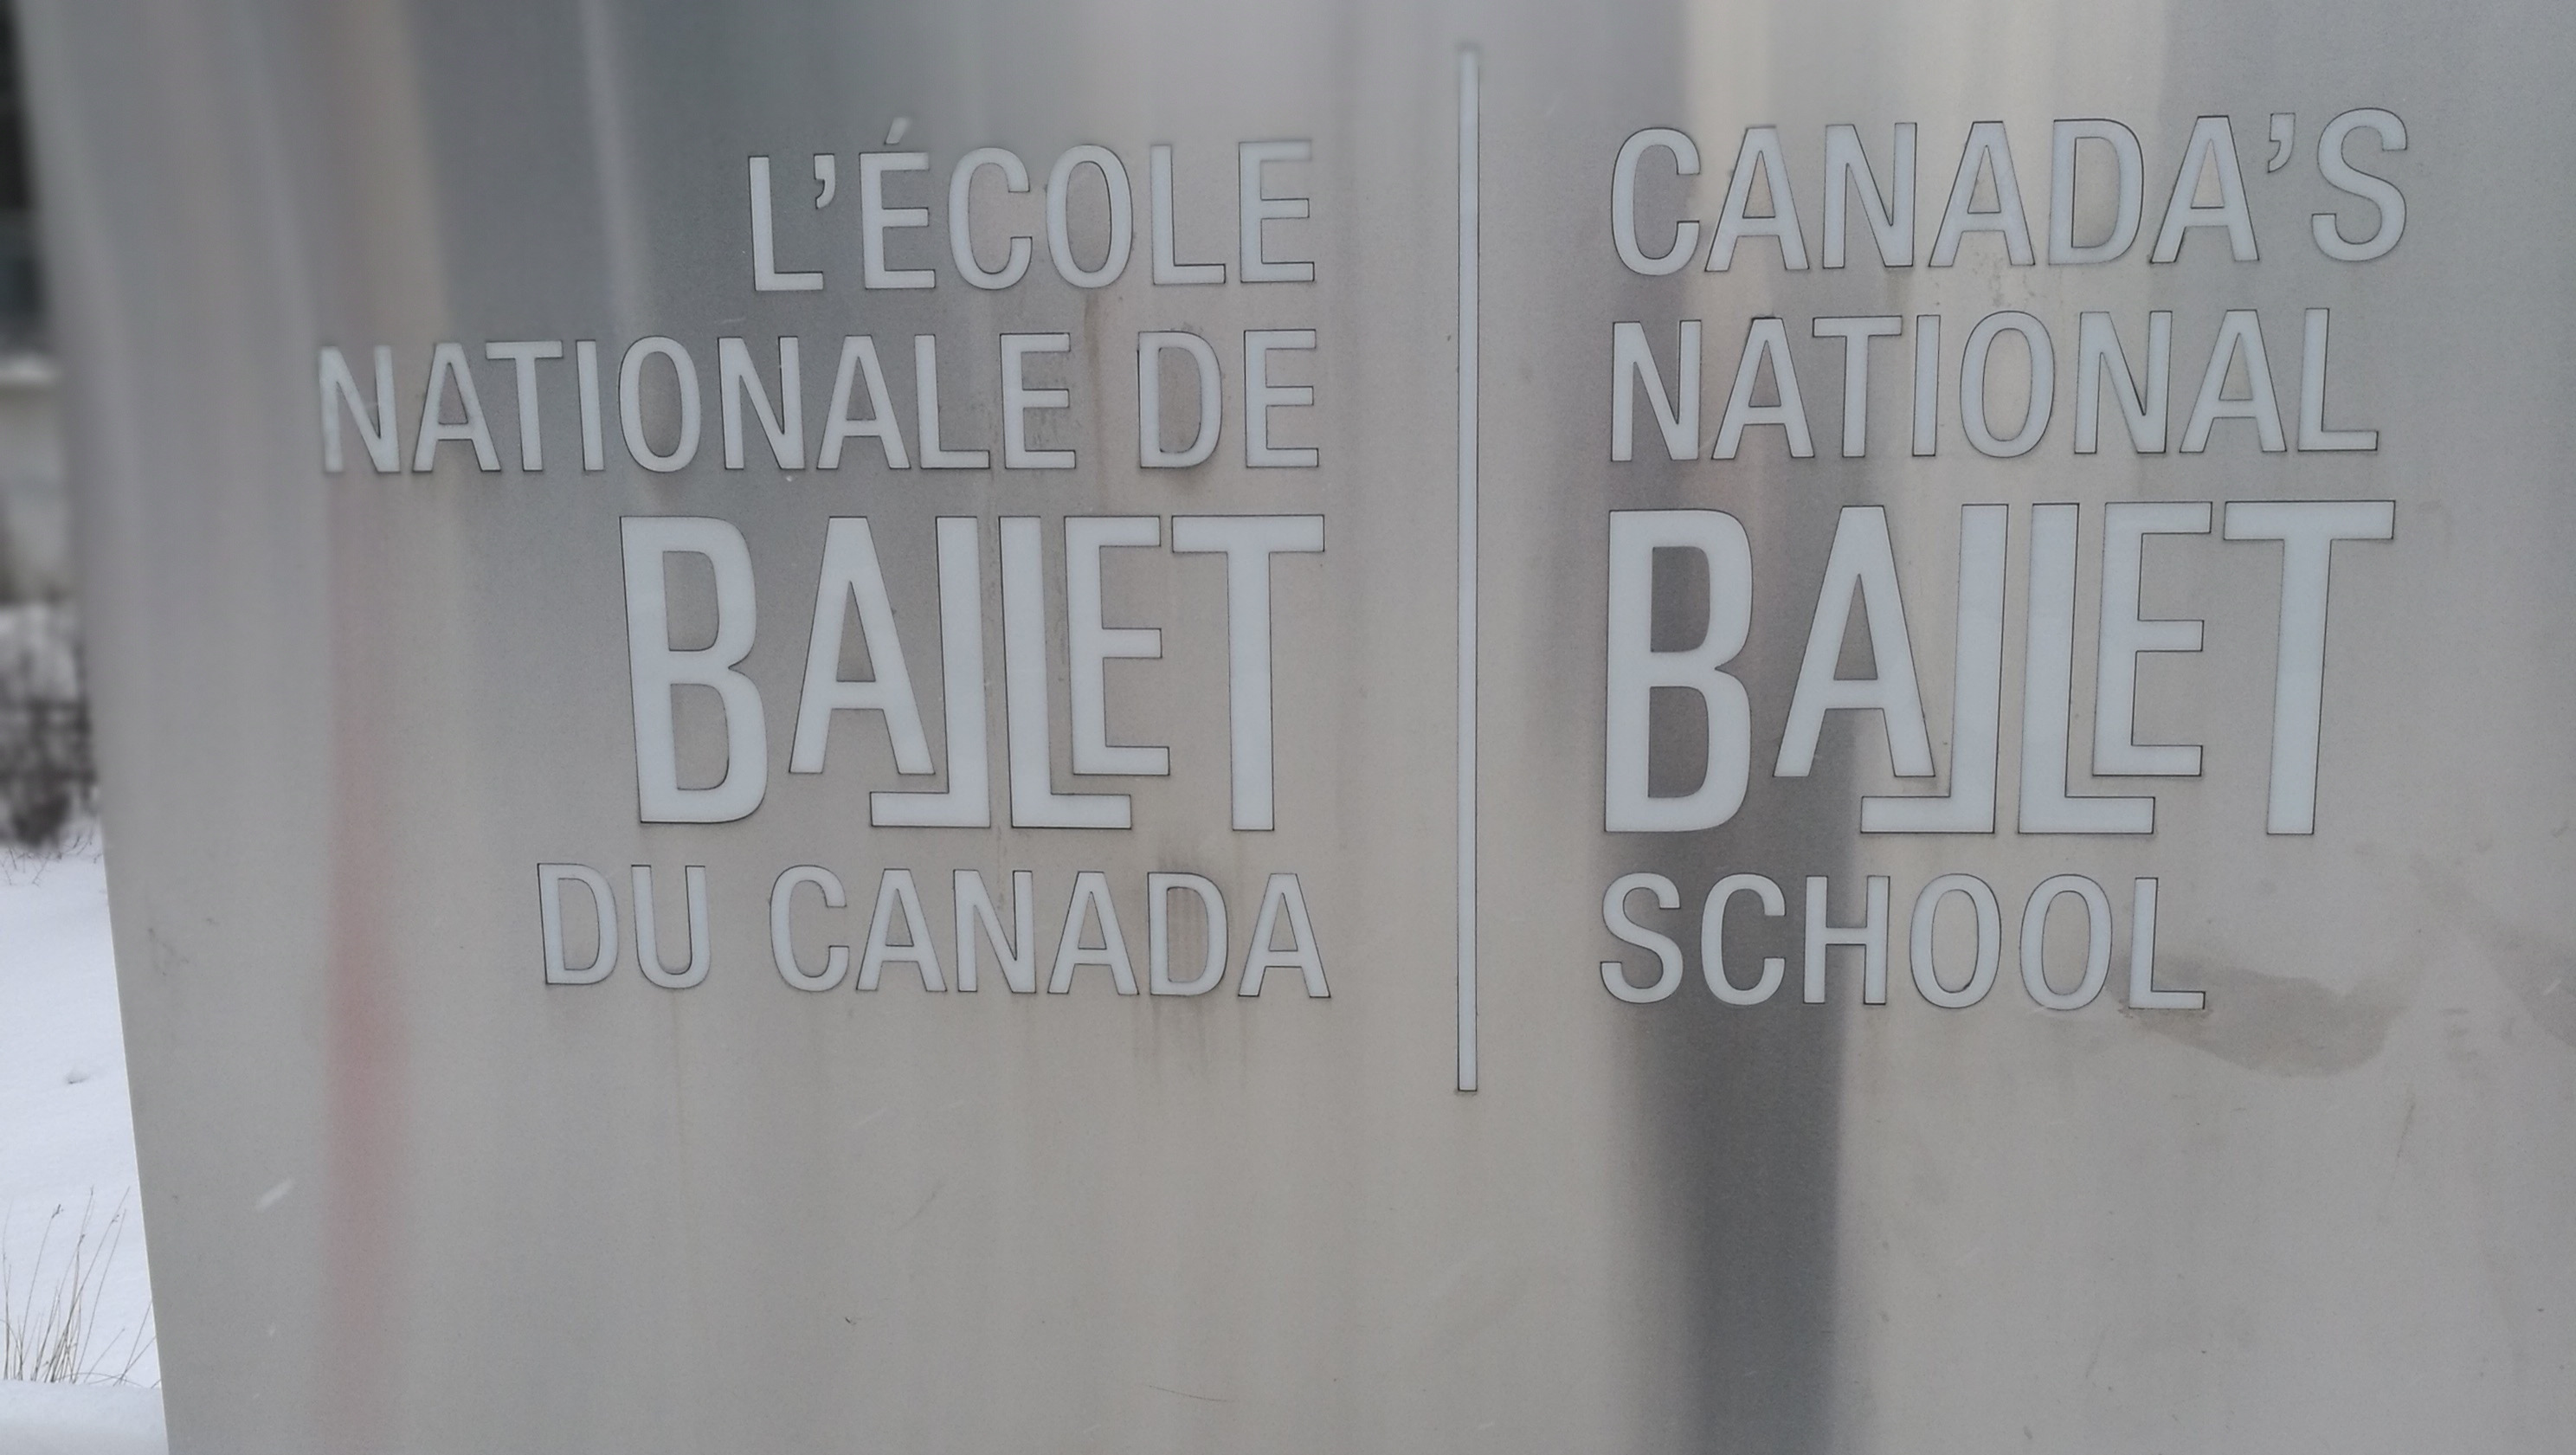 L'ÉCOLE
NATIONALE DE
BALLET
DU CANADA
CANADA'S
NATIONAL
BALLET
SCHOOL